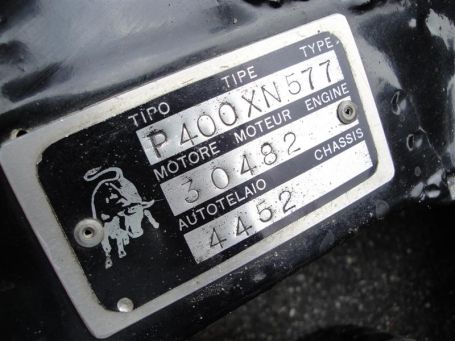 TIPO TIPE TYPE
P400XN577
MOTORE MOTEUR ENGINE
30482
AUTOTELAIO CHASSIS
4452